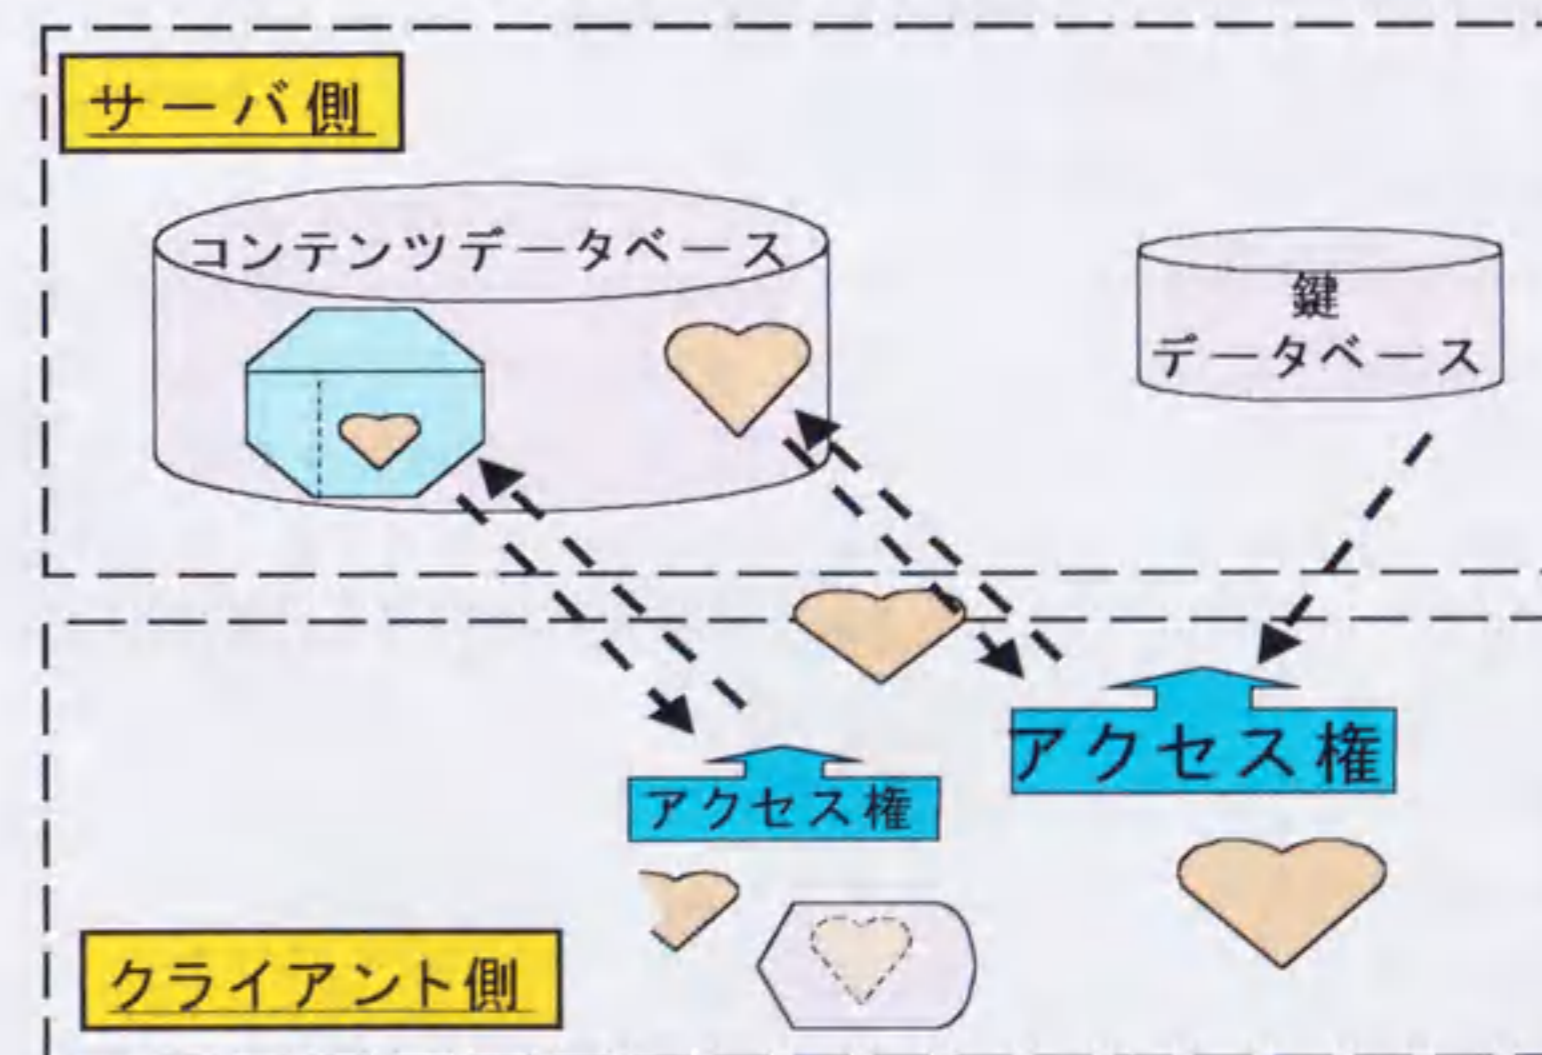 サーバ側
コンテンツデータベース
鍵
データベース
アクセス権
アクセス権
クライアント側